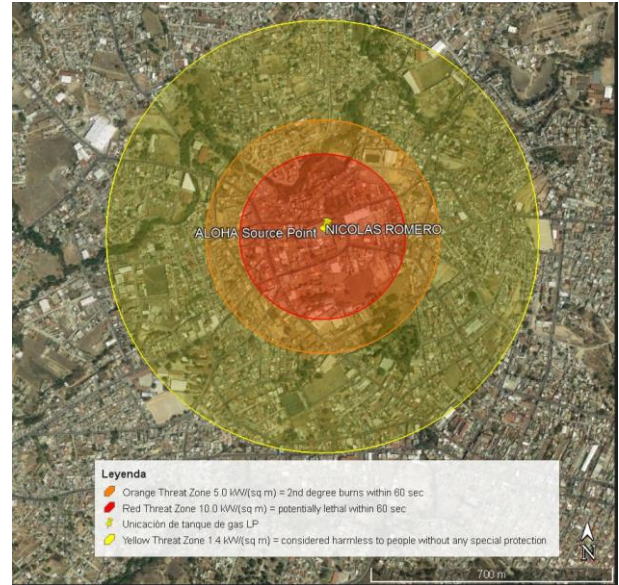 ALOHA Source Point
NICOLAS ROMERO
Leyenda
Orange Threat Zone 5.0 kW/(sq m) = 2nd degree burns within 60 sec
Red Threat Zone 10.0 kW/(sq m) = potentially lethal within 60 sec
Unicación de tanque de gas LP
Yellow Threat Zone 1.4 kW/(sq m) = considered harmless to people without any special protection
N
700 m